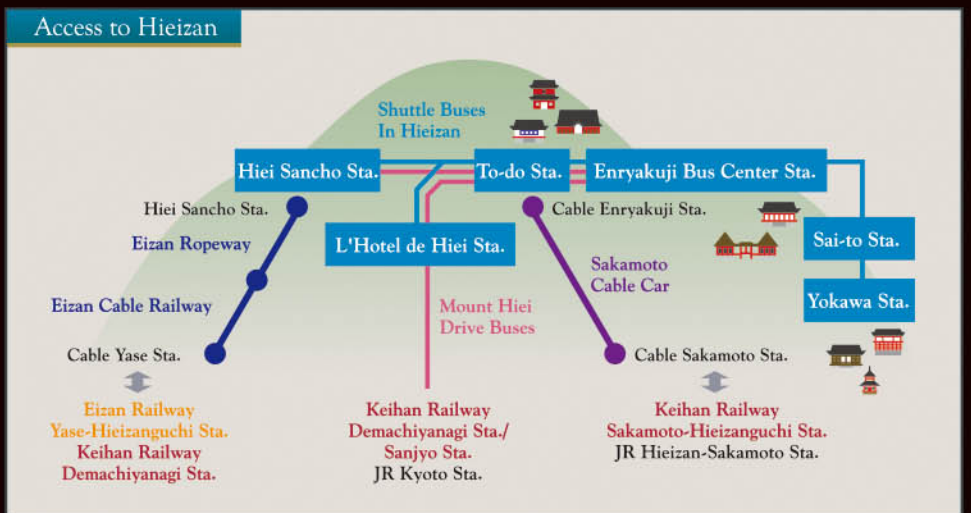 Access to Hieizan
Shuttle Buses
In Hieizan
Hiei Sancho Sta.
To-do Sta.
Enryakuji Bus Center Sta.
Hiei Sancho Sta.
Cable Enryakuji Sta.
Eizan Ropeway
L'Hotel de Hiei Sta.
Sai-to Sta.
Sakamoto
Cable Car
Eizan Cable Railway
Mount Hiei
Drive Buses
Yokawa Sta.
Cable Yase Sta.
Cable Sakamoto Sta.
Eizan Railway
Yase-Hieizanguchi Sta.
Keihan Railway
Demachiyanagi Sta.
Keihan Railway
Demachiyanagi Sta./
Sanjyo Sta.
JR Kyoto Sta.
Keihan Railway
Sakamoto-Hieizanguchi Sta.
JR Hieizan-Sakamoto Sta.